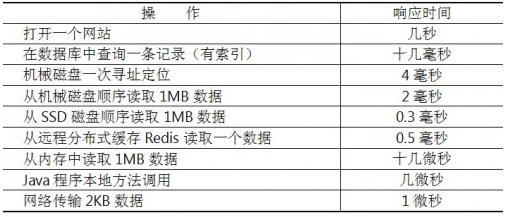 操　作 响应时间
打开一个网站 几秒
在数据库中查询一条记录（有索引） 十几毫秒
机械磁盘一次寻址定位 4 毫秒
从机械磁盘顺序读取 1MB 数据 2 毫秒
从 SSD 磁盘顺序读取 1MB 数据 0.3 毫秒
从远程分布式缓存 Redis 读取一个数据 0.5 毫秒
从内存中读取 1MB 数据 十几微秒
Java 程序本地方法调用 几微秒
网络传输 2KB 数据 1 微秒